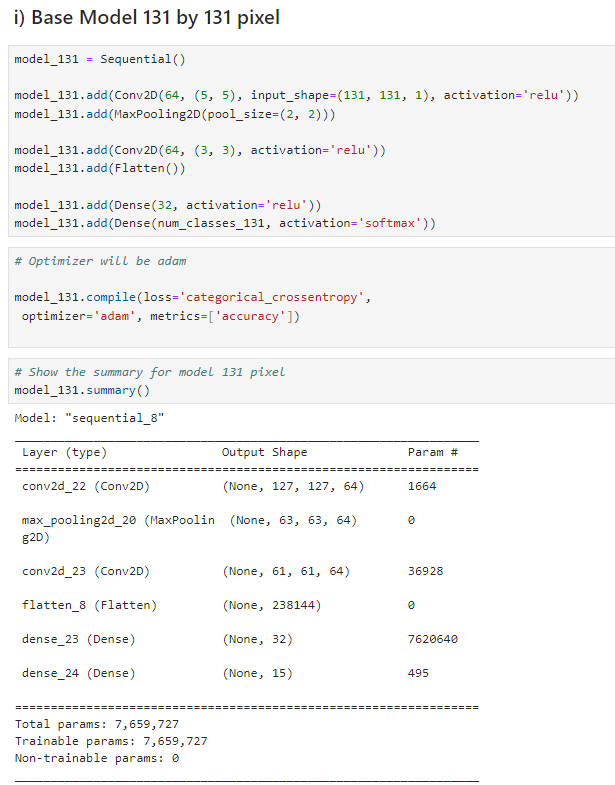 i) Base Model 131 by 131 pixel
model_131 = Sequential()
model_131.add(Conv2D(64, (5, 5), input_shape=(131, 131, 1), activation='relu'))
model_131.add(MaxPooling2D(pool_size=(2, 2)))
model_131.add(Conv2D(64, (3, 3), activation='relu'))
model_131.add(Flatten())
model_131.add(Dense(32, activation='relu'))
model_131.add(Dense(num_classes_131, activation='softmax'))
# Optimizer will be adam
model_131.compile(loss='categorical_crossentropy',
 optimizer='adam', metrics=['accuracy'])
# Show the summary for model 131 pixel
model_131.summary()
Model: "sequential_8"
Layer (type) Output Shape Param #
conv2d_22 (Conv2D) (None, 127, 127, 64) 1664
max_pooling2d_20 (MaxPoolin (None, 63, 63, 64) 0
g2D)
conv2d_23 (Conv2D) (None, 61, 61, 64) 36928
flatten_8 (Flatten) (None, 238144) 0
dense_23 (Dense) (None, 32) 7620640
dense_24 (Dense) (None, 15) 495
Total params: 7,659,727
Trainable params: 7,659,727
Non-trainable params: 0